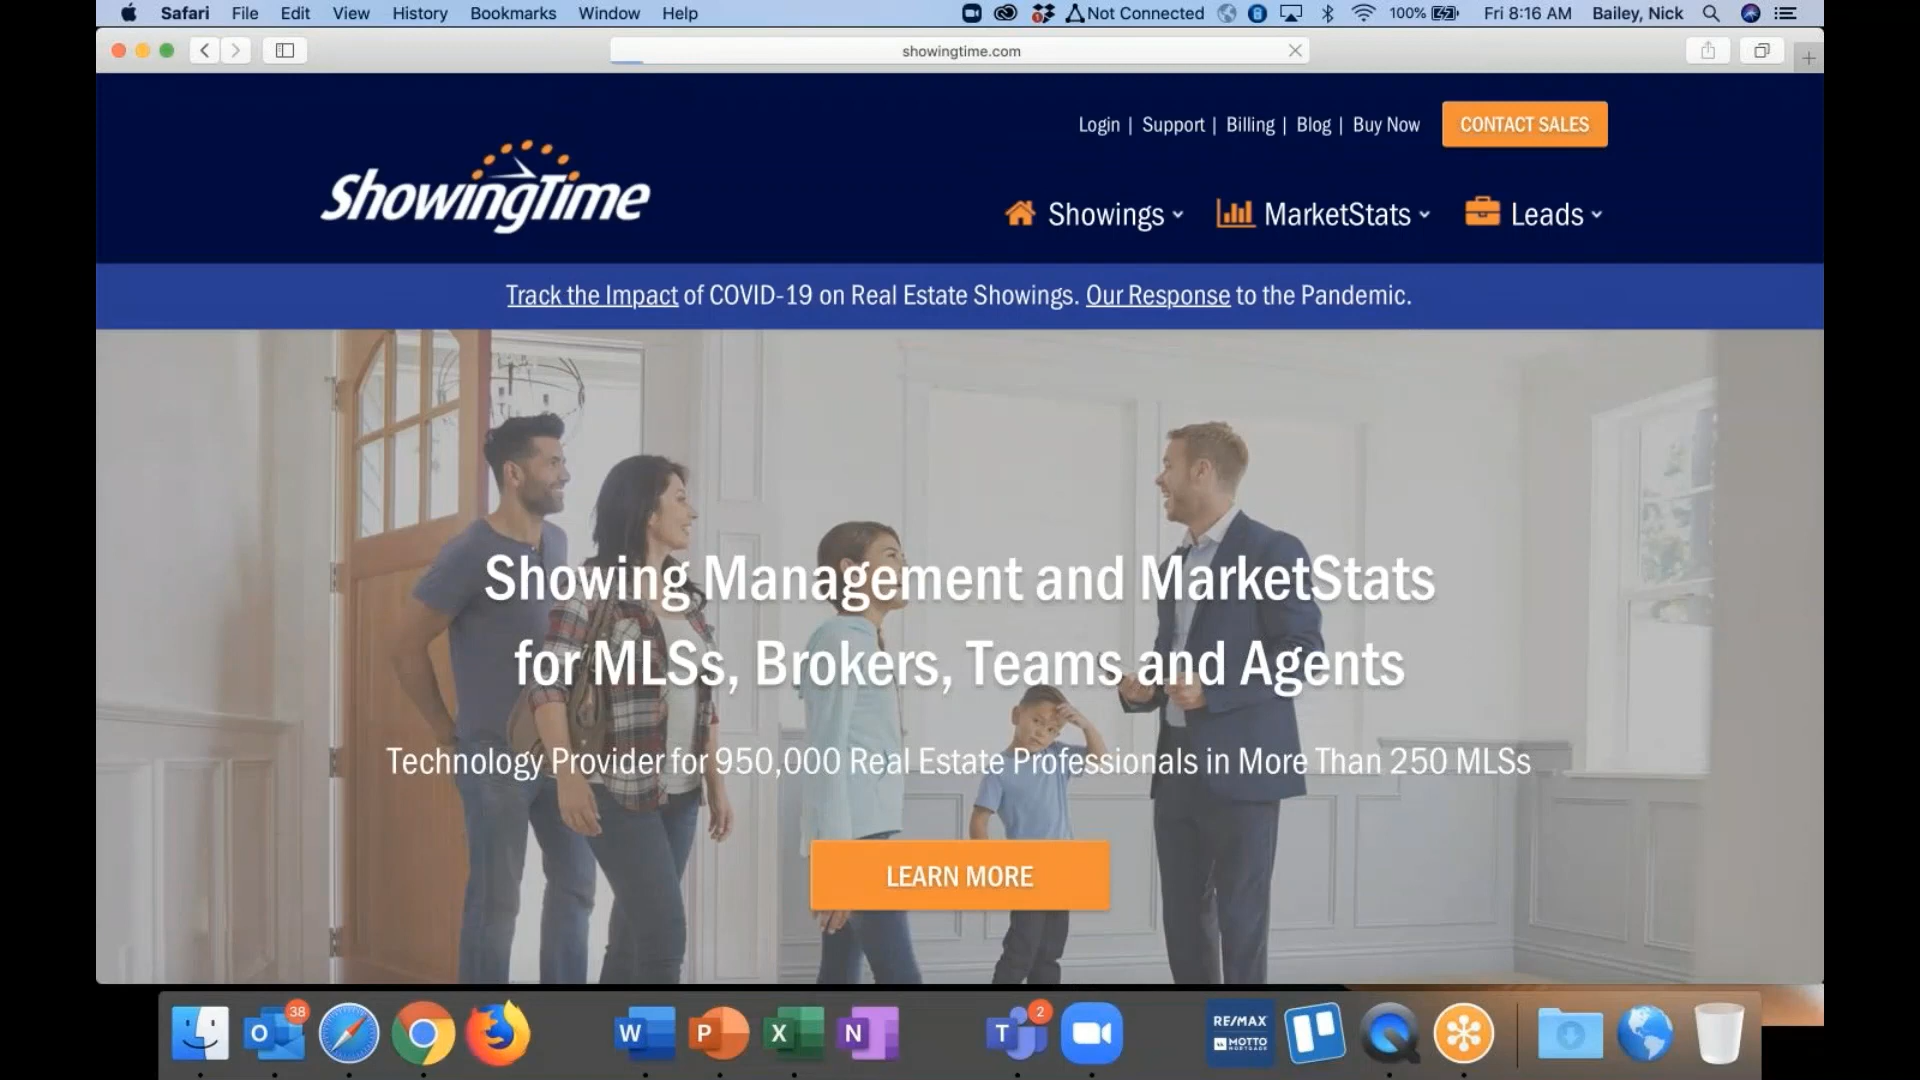 Safari File Edit View History Bookmarks Window Help Not Connected 100% Fri 8:16 AM Bailey, Nick
showingtime.com
Login | Support | Billing | Blog | Buy Now CONTACT SALES
ShowingTime
Showings MarketStats Leads
Track the Impact of COVID-19 on Real Estate Showings. Our Response to the Pandemic.
Showing Management and MarketStats
for MLSs, Brokers, Teams and Agents
Technology Provider for 950,000 Real Estate Professionals in More Than 250 MLSs
LEARN MORE
38
2
O W P X N T
RE/MAX
MOTTO